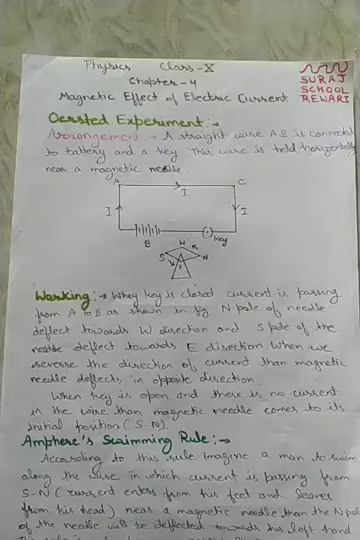 Physics Class-X
SURAJ
SCHOOL
REWARI
Chapter-4
Magnetic Effect of Electric Current
Oersted Experiment:→
Arrangement → A straight wire A.B is connected
to battery and a key. This wire is held horizontally
near a magnetic needle.
A C
I
I I
B Key
W
S N
E
Working:→ Whey key is closed current is passing
from A to B as shown in fig N pole of needle
deflect towards W direction and S pole of the
deflect towards E direction When we
reverse the direction of current than magnetic
needle deflects in opposite direction.
When key is open and there is no current
in the wire than magnetic needle comes to its
initial position (S-N).
Amphere's Swimming Rule:→
According to this rule imagine a man to swim
along the wire in which current is passing from
S-N (current enters from his feet and leaves
from his head) near a magnetic needle than the N pole
of the needle will be deflected towards his left hand